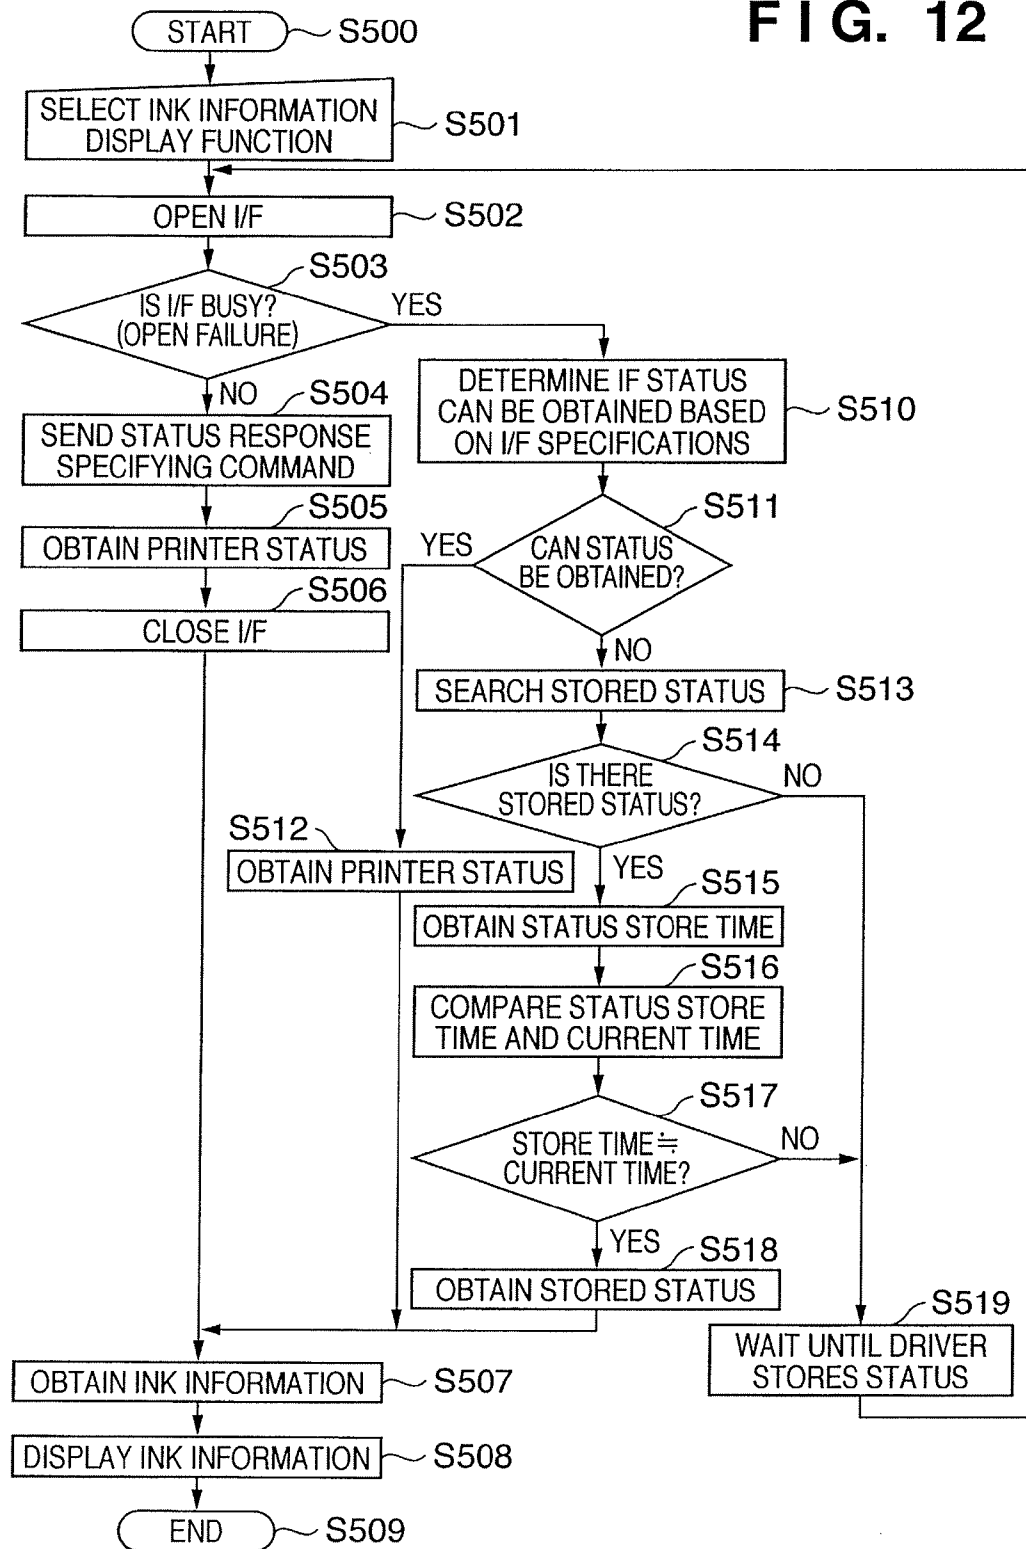 FIG. 12
START
S500
SELECT INK INFORMATION
DISPLAY FUNCTION
S501
OPEN I/F
S502
S503
IS I/F BUSY?
(OPEN FAILURE)
YES
NO
S504
SEND STATUS RESPONSE
SPECIFYING COMMAND
S505
OBTAIN PRINTER STATUS
S506
CLOSE I/F
DETERMINE IF STATUS
CAN BE OBTAINED BASED
ON I/F SPECIFICATIONS
S510
S511
CAN STATUS
BE OBTAINED?
YES
NO
SEARCH STORED STATUS
S513
S514
IS THERE
STORED STATUS?
NO
YES
S512
OBTAIN PRINTER STATUS
S515
OBTAIN STATUS STORE TIME
S516
COMPARE STATUS STORE
TIME AND CURRENT TIME
S517
STORE TIME≒
CURRENT TIME?
NO
YES
S518
OBTAIN STORED STATUS
S519
WAIT UNTIL DRIVER
STORES STATUS
OBTAIN INK INFORMATION
S507
DISPLAY INK INFORMATION
S508
END
S509